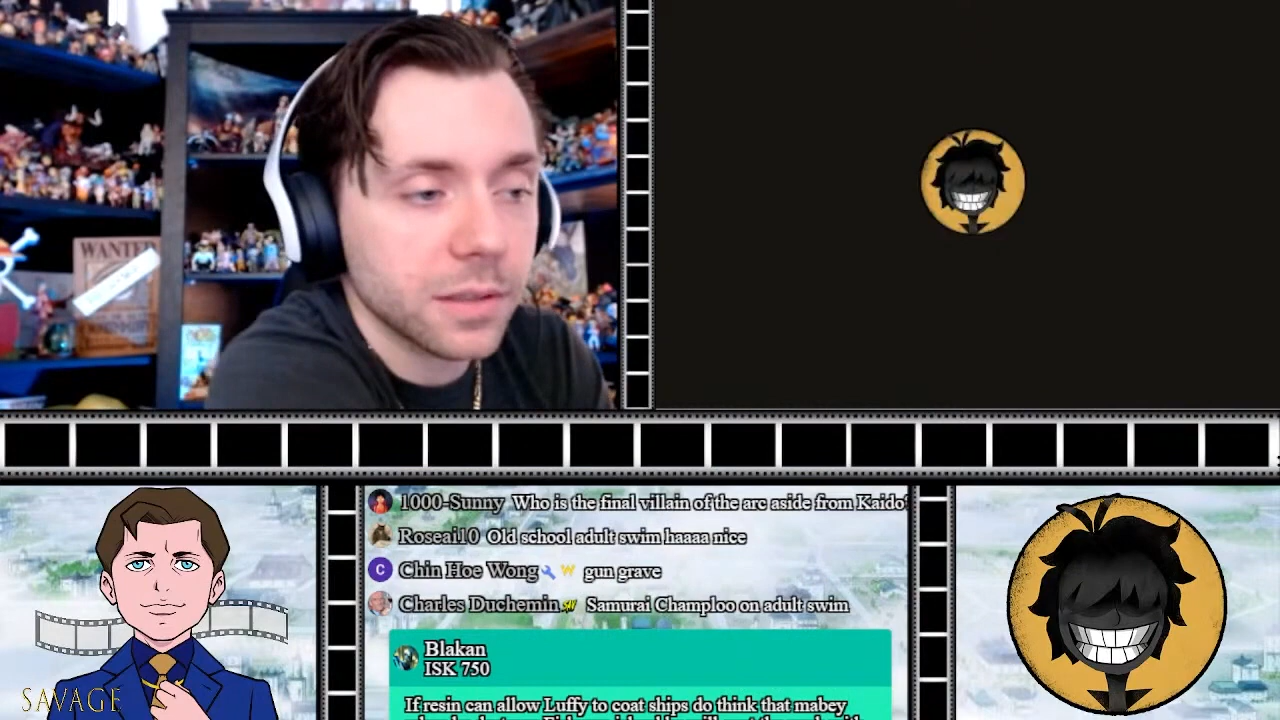 WANTED
1000-Sunny Who is the final villain of the arc aside from Kaido?
Roseai10 Old school adult swim haaaa nice
C Chin Hoe Wong W gun grave
Charles Duchemin SAV Samurai Champloo on adult swim
Blakan
ISK 750
If resin can allow Luffy to coat ships do think that mabey
SAVAGE